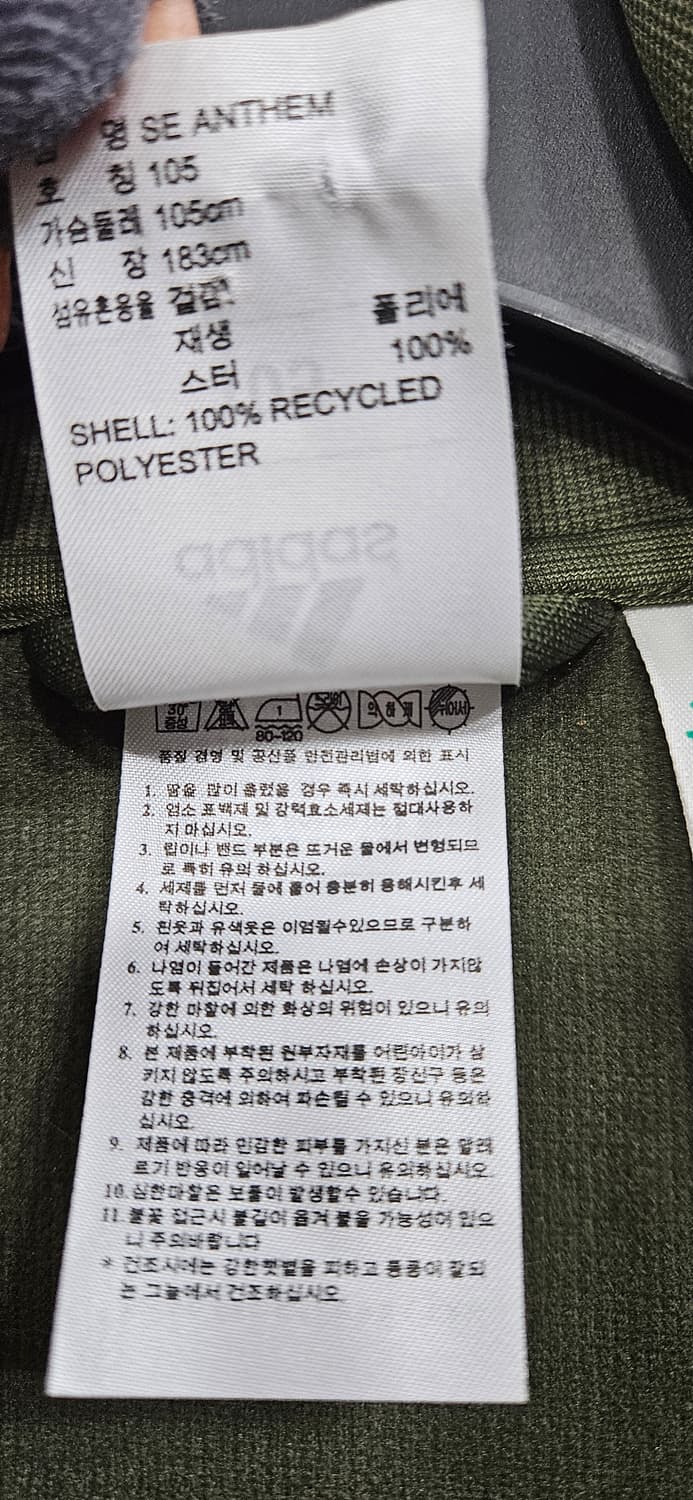 명 SE ANTHEM
호 칭 105
가슴둘레 105cm
신 장 183cm
섬유혼용율 겉감:
재생 폴리에
스터 100%
SHELL: 100% RECYCLED
POLYESTER
adidas
30° 중성
1
80-120
뉘어서
품질 경영 및 공산품 안전관리법에 의한 표시
1. 땀을 많이 흘렸을 경우 즉시 세탁하십시오.
2. 염소 표백제 및 강력효소세제는 절대사용하
지 마십시오.
3. 립이나 밴드 부분은 뜨거운 물에서 변형되므
로 특히 유의 하십시오.
4. 세제를 먼저 물에 풀어 충분히 용해시킨후 세
탁하십시오.
5. 흰옷과 유색옷은 이염될수있으므로 구분하
여 세탁하십시오.
6. 나염이 들어간 제품은 나염에 손상이 가지않
도록 뒤집어서 세탁 하십시오.
7. 강한 마찰에 의한 화상의 위험이 있으니 유의
하십시오.
8. 본 제품에 부착된 원부자재를 어린아이가 삼
키지 않도록 주의하시고 부착된 장신구 등은
강한 충격에 의하여 파손될 수 있으니 유의하
십시오.
9. 제품에 따라 민감한 피부를 가지신 분은 알레
르기 반응이 일어날 수 있으니 유의하십시오.
10. 심한마찰은 보풀이 발생할수 있습니다.
11. 불꽃 접근시 불길이 옮겨 붙을 가능성이 있으
니 주의바랍니다
* 건조시에는 강한햇볕을 피하고 통풍이 잘되
는 그늘에서 건조하십시오.